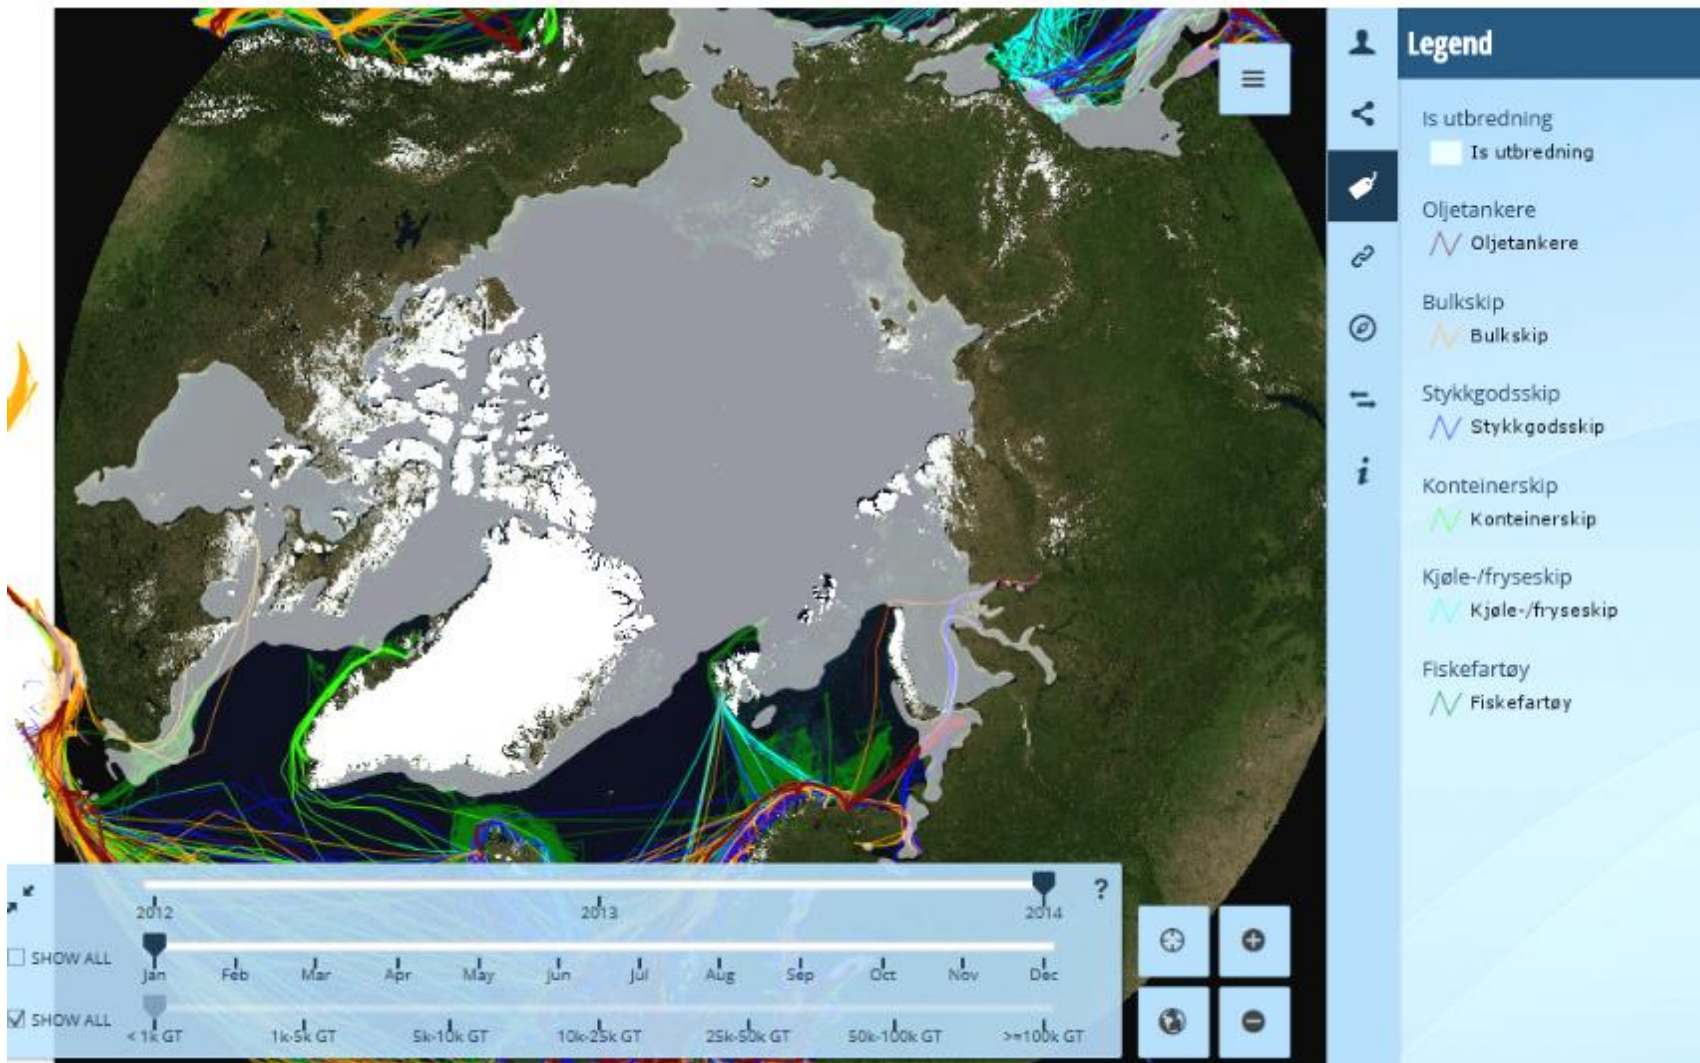 Legend
Is utbredning
Is utbredning
Oljetankere
Oljetankere
Bulkskip
Bulkskip
Stykkgodsskip
Stykkgodsskip
Konteinerskip
Konteinerskip
Kjøle-/fryseskip
Kjøle-/fryseskip
Fiskefartøy
Fiskefartøy
?
2012 2013 2014
SHOW ALL
Jan Feb Mar Apr May Jun Jul Aug Sep Oct Nov Dec
SHOW ALL
< 1k GT 1k-5k GT 5k-10k GT 10k-25k GT 25k-50k GT 50k-100k GT >=100k GT